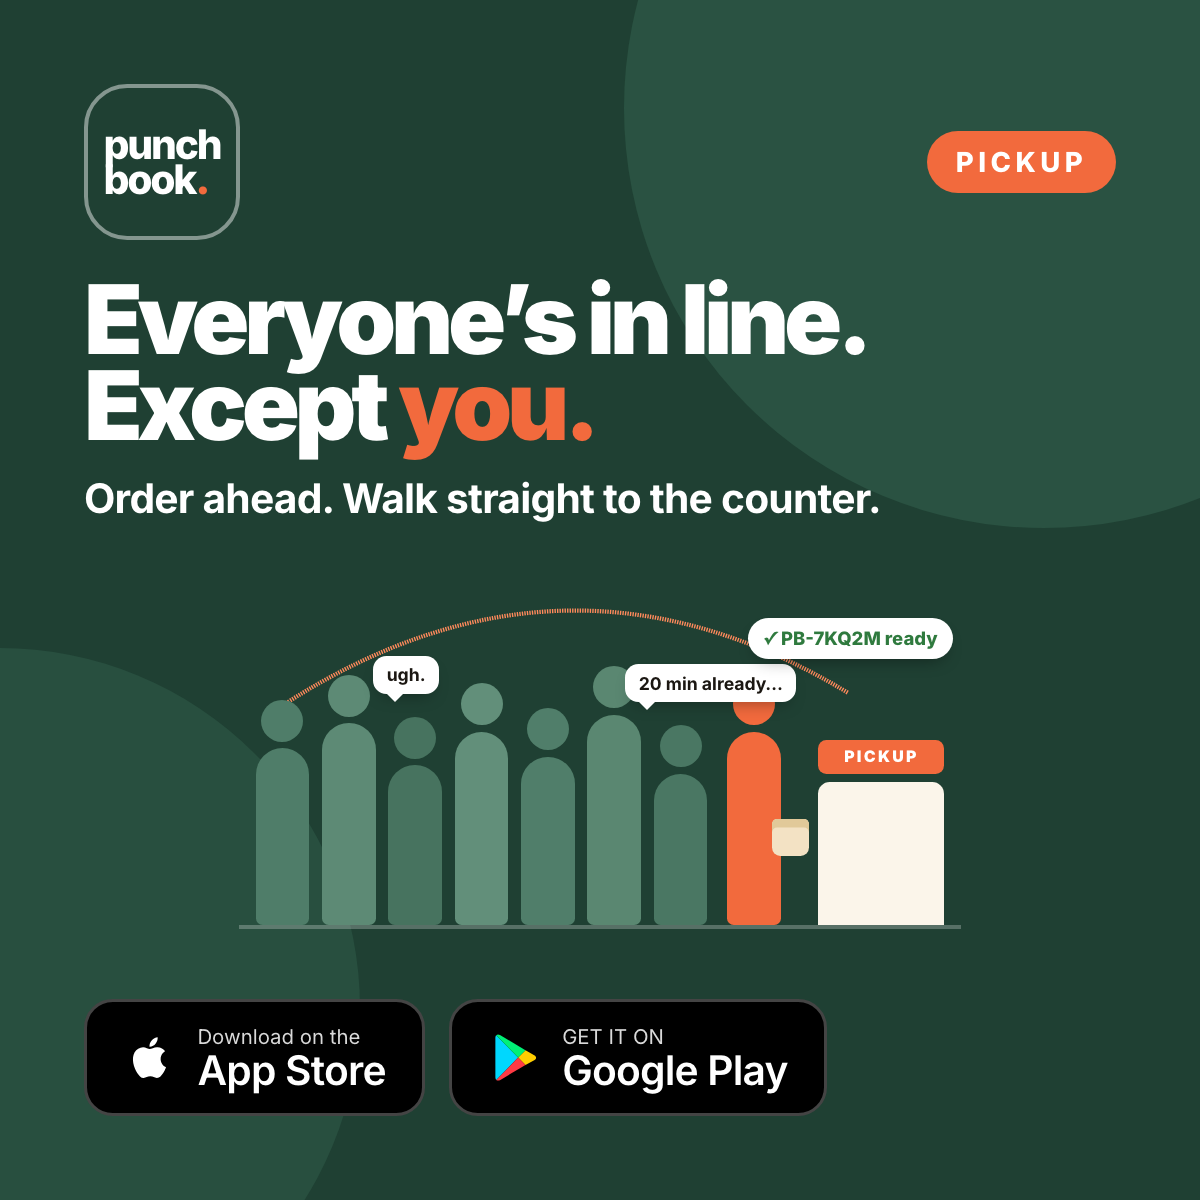 punch
book.
PICKUP
Everyone’s in line.
Except you.
Order ahead. Walk straight to the counter.
✓ PB-7KQ2M ready
ugh.
20 min already...
PICKUP
Download on the
App Store
GET IT ON
Google Play